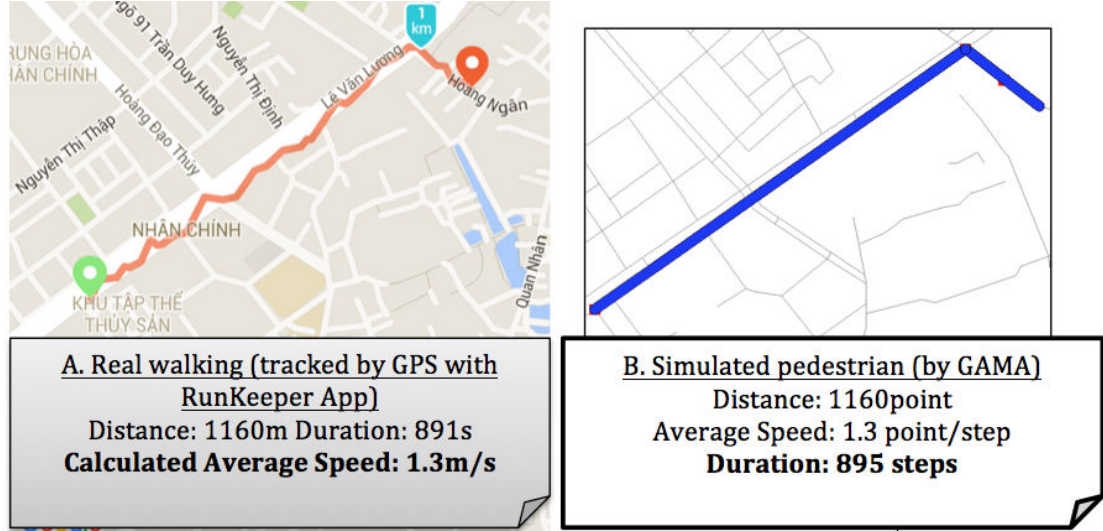 Ngõ 91 Trần Duy Hưng
RUNG HÒA
HÂN CHÍNH
Nguyễn Thị Định
Nguyễn Thị Thập
Hoàng Đạo Thúy
Lê Văn Lương
1
km
Hoàng Ngân
NHÂN CHÍNH
Quan Nhân
KHU TẬP THỂ
THỦY SẢN
A. Real walking (tracked by GPS with
RunKeeper App)
Distance: 1160m Duration: 891s
Calculated Average Speed: 1.3m/s
B. Simulated pedestrian (by GAMA)
Distance: 1160point
Average Speed: 1.3 point/step
Duration: 895 steps